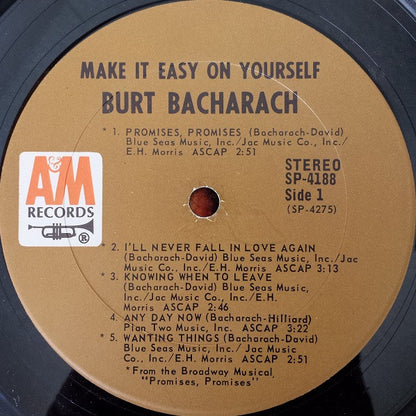 MAKE IT EASY ON YOURSELF
BURT BACHARACH
* 1. PROMISES, PROMISES (Bacharach-David)
Blue Seas Music, Inc./Jac Music Co., Inc./
E.H. Morris ASCAP 2:51
A&M
RECORDS
®
STEREO
SP-4188
Side 1
(SP-4275)
* 2. I'LL NEVER FALL IN LOVE AGAIN
(Bacharach-David) Blue Seas Music, Inc./Jac
Music Co., Inc./E.H. Morris ASCAP 3:13
* 3. KNOWING WHEN TO LEAVE
(Bacharach-David) Blue Seas Music,
Inc./Jac Music Co., Inc./E.H.
Morris ASCAP 2:46
4. ANY DAY NOW (Bacharach-Hilliard)
Plan Two Music, Inc. ASCAP 3:22
* 5. WANTING THINGS (Bacharach-David)
Blue Seas Music, Inc./Jac Music
Co., Inc./E.H. Morris ASCAP 2:51
*From the Broadway Musical,
"Promises, Promises"